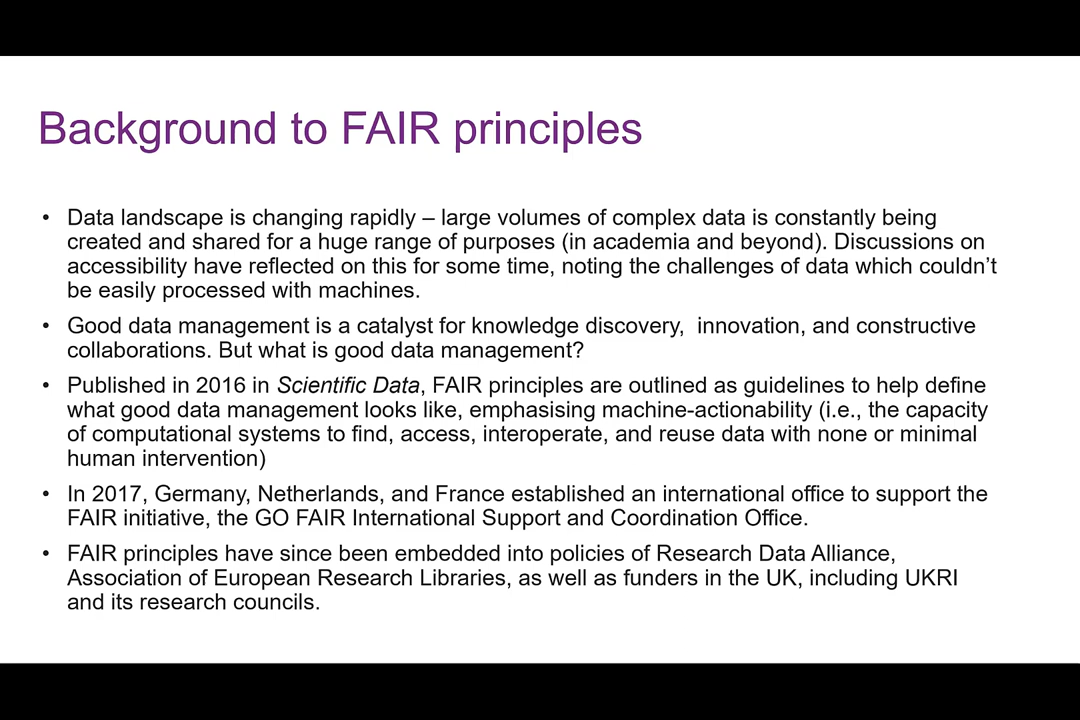 Background to FAIR principles
• Data landscape is changing rapidly – large volumes of complex data is constantly being
created and shared for a huge range of purposes (in academia and beyond). Discussions on
accessibility have reflected on this for some time, noting the challenges of data which couldn’t
be easily processed with machines.
• Good data management is a catalyst for knowledge discovery,  innovation, and constructive
collaborations. But what is good data management?
• Published in 2016 in Scientific Data, FAIR principles are outlined as guidelines to help define
what good data management looks like, emphasising machine-actionability (i.e., the capacity
of computational systems to find, access, interoperate, and reuse data with none or minimal
human intervention)
• In 2017, Germany, Netherlands, and France established an international office to support the
FAIR initiative, the GO FAIR International Support and Coordination Office.
• FAIR principles have since been embedded into policies of Research Data Alliance,
Association of European Research Libraries, as well as funders in the UK, including UKRI
and its research councils.